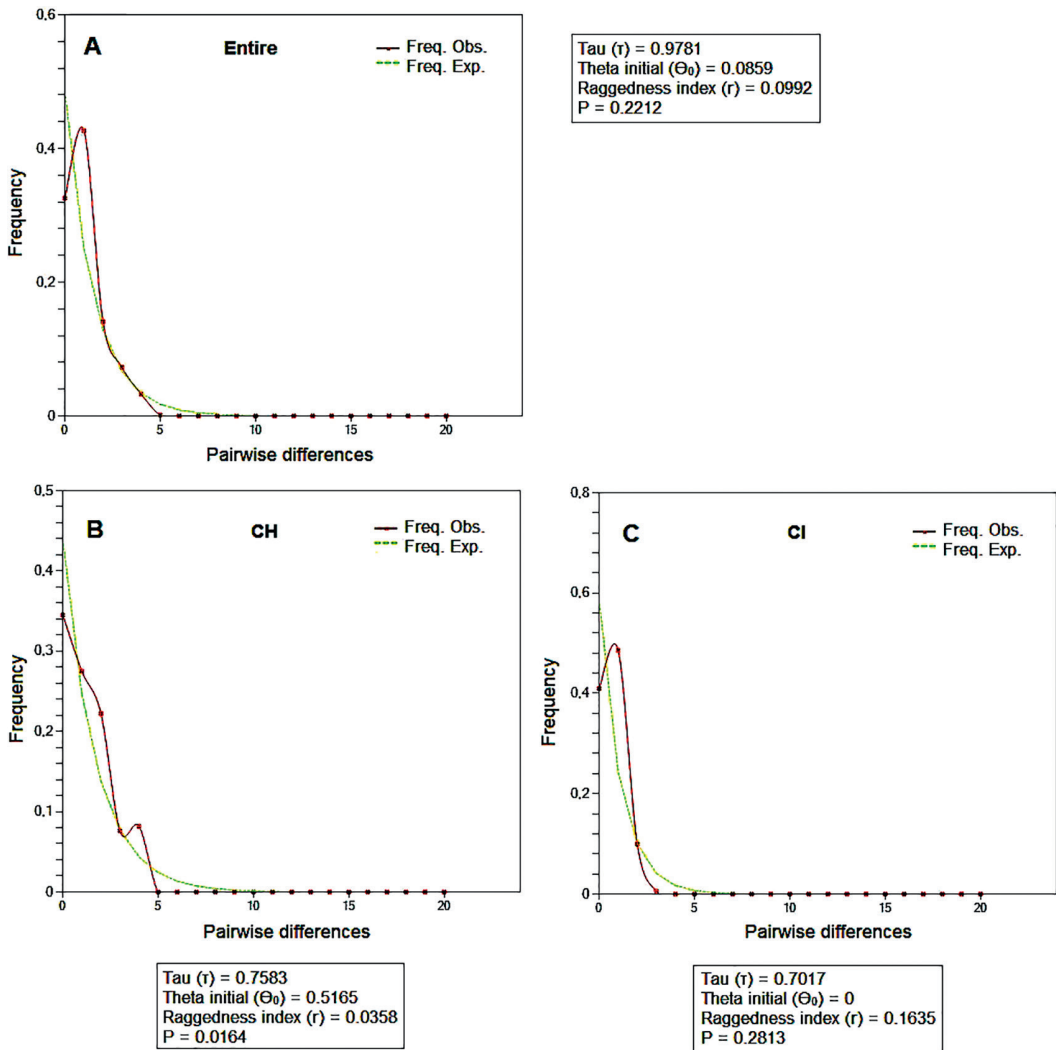 A
Entire
Freq. Obs.
Freq. Exp.
0.6
0.4
0.2
0
Frequency
0
5
10
15
20
Pairwise differences
Tau (τ) = 0.9781
Theta initial (Θ₀) = 0.0859
Raggedness index (r) = 0.0992
P = 0.2212
B
CH
Freq. Obs.
Freq. Exp.
0.5
0.4
0.3
0.2
0.1
0
Frequency
0
5
10
15
20
Pairwise differences
Tau (τ) = 0.7583
Theta initial (Θ₀) = 0.5165
Raggedness index (r) = 0.0358
P = 0.0164
C
CI
Freq. Obs.
Freq. Exp.
0.8
0.6
0.4
0.2
0
Frequency
0
5
10
15
20
Pairwise differences
Tau (τ) = 0.7017
Theta initial (Θ₀) = 0
Raggedness index (r) = 0.1635
P = 0.2813